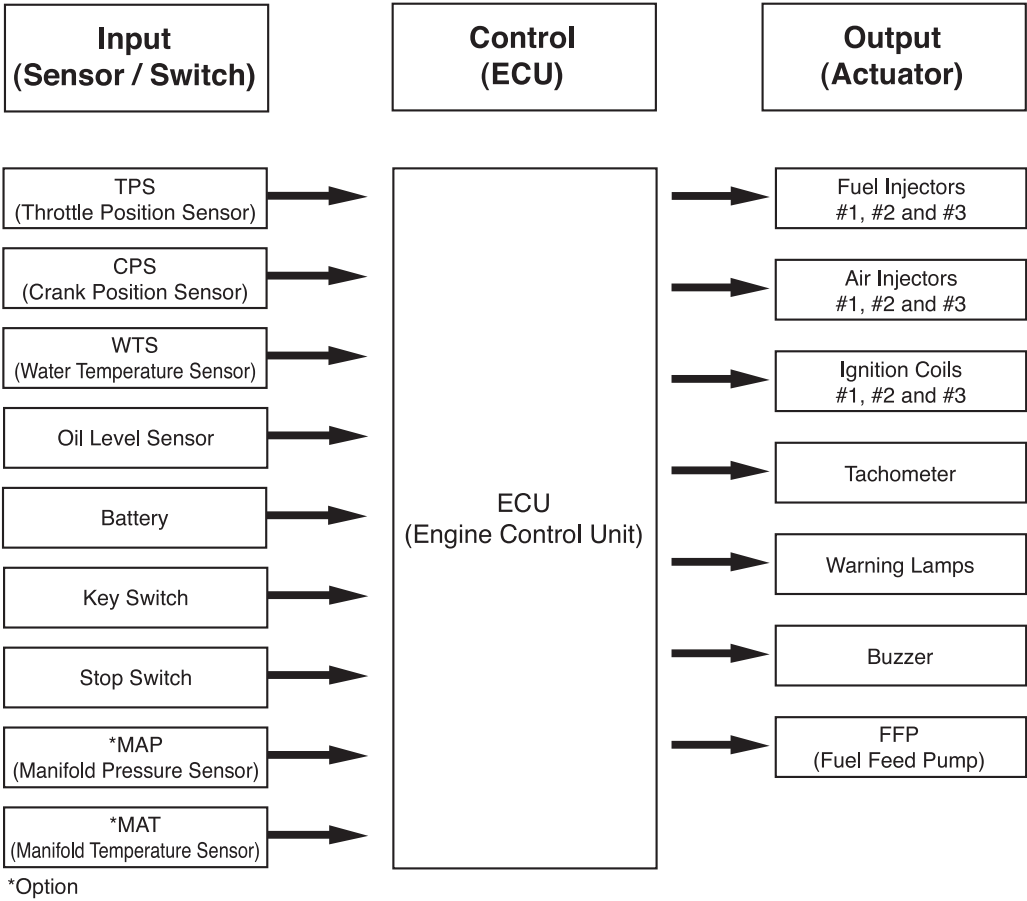 Input
(Sensor / Switch)
Control
(ECU)
Output
(Actuator)
TPS
(Throttle Position Sensor)
CPS
(Crank Position Sensor)
WTS
(Water Temperature Sensor)
Oil Level Sensor
Battery
Key Switch
Stop Switch
*MAP
(Manifold Pressure Sensor)
*MAT
(Manifold Temperature Sensor)
*Option
ECU
(Engine Control Unit)
Fuel Injectors
#1, #2 and #3
Air Injectors
#1, #2 and #3
Ignition Coils
#1, #2 and #3
Tachometer
Warning Lamps
Buzzer
FFP
(Fuel Feed Pump)